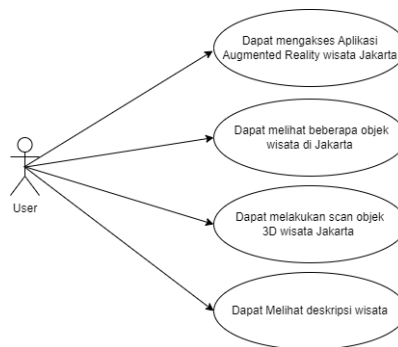 Dapat mengakses Aplikasi
Augmented Reality wisata Jakarta
Dapat melihat beberapa objek
wisata di Jakarta
User
Dapat melakukan scan objek
3D wisata Jakarta
Dapat Melihat deskripsi wisata